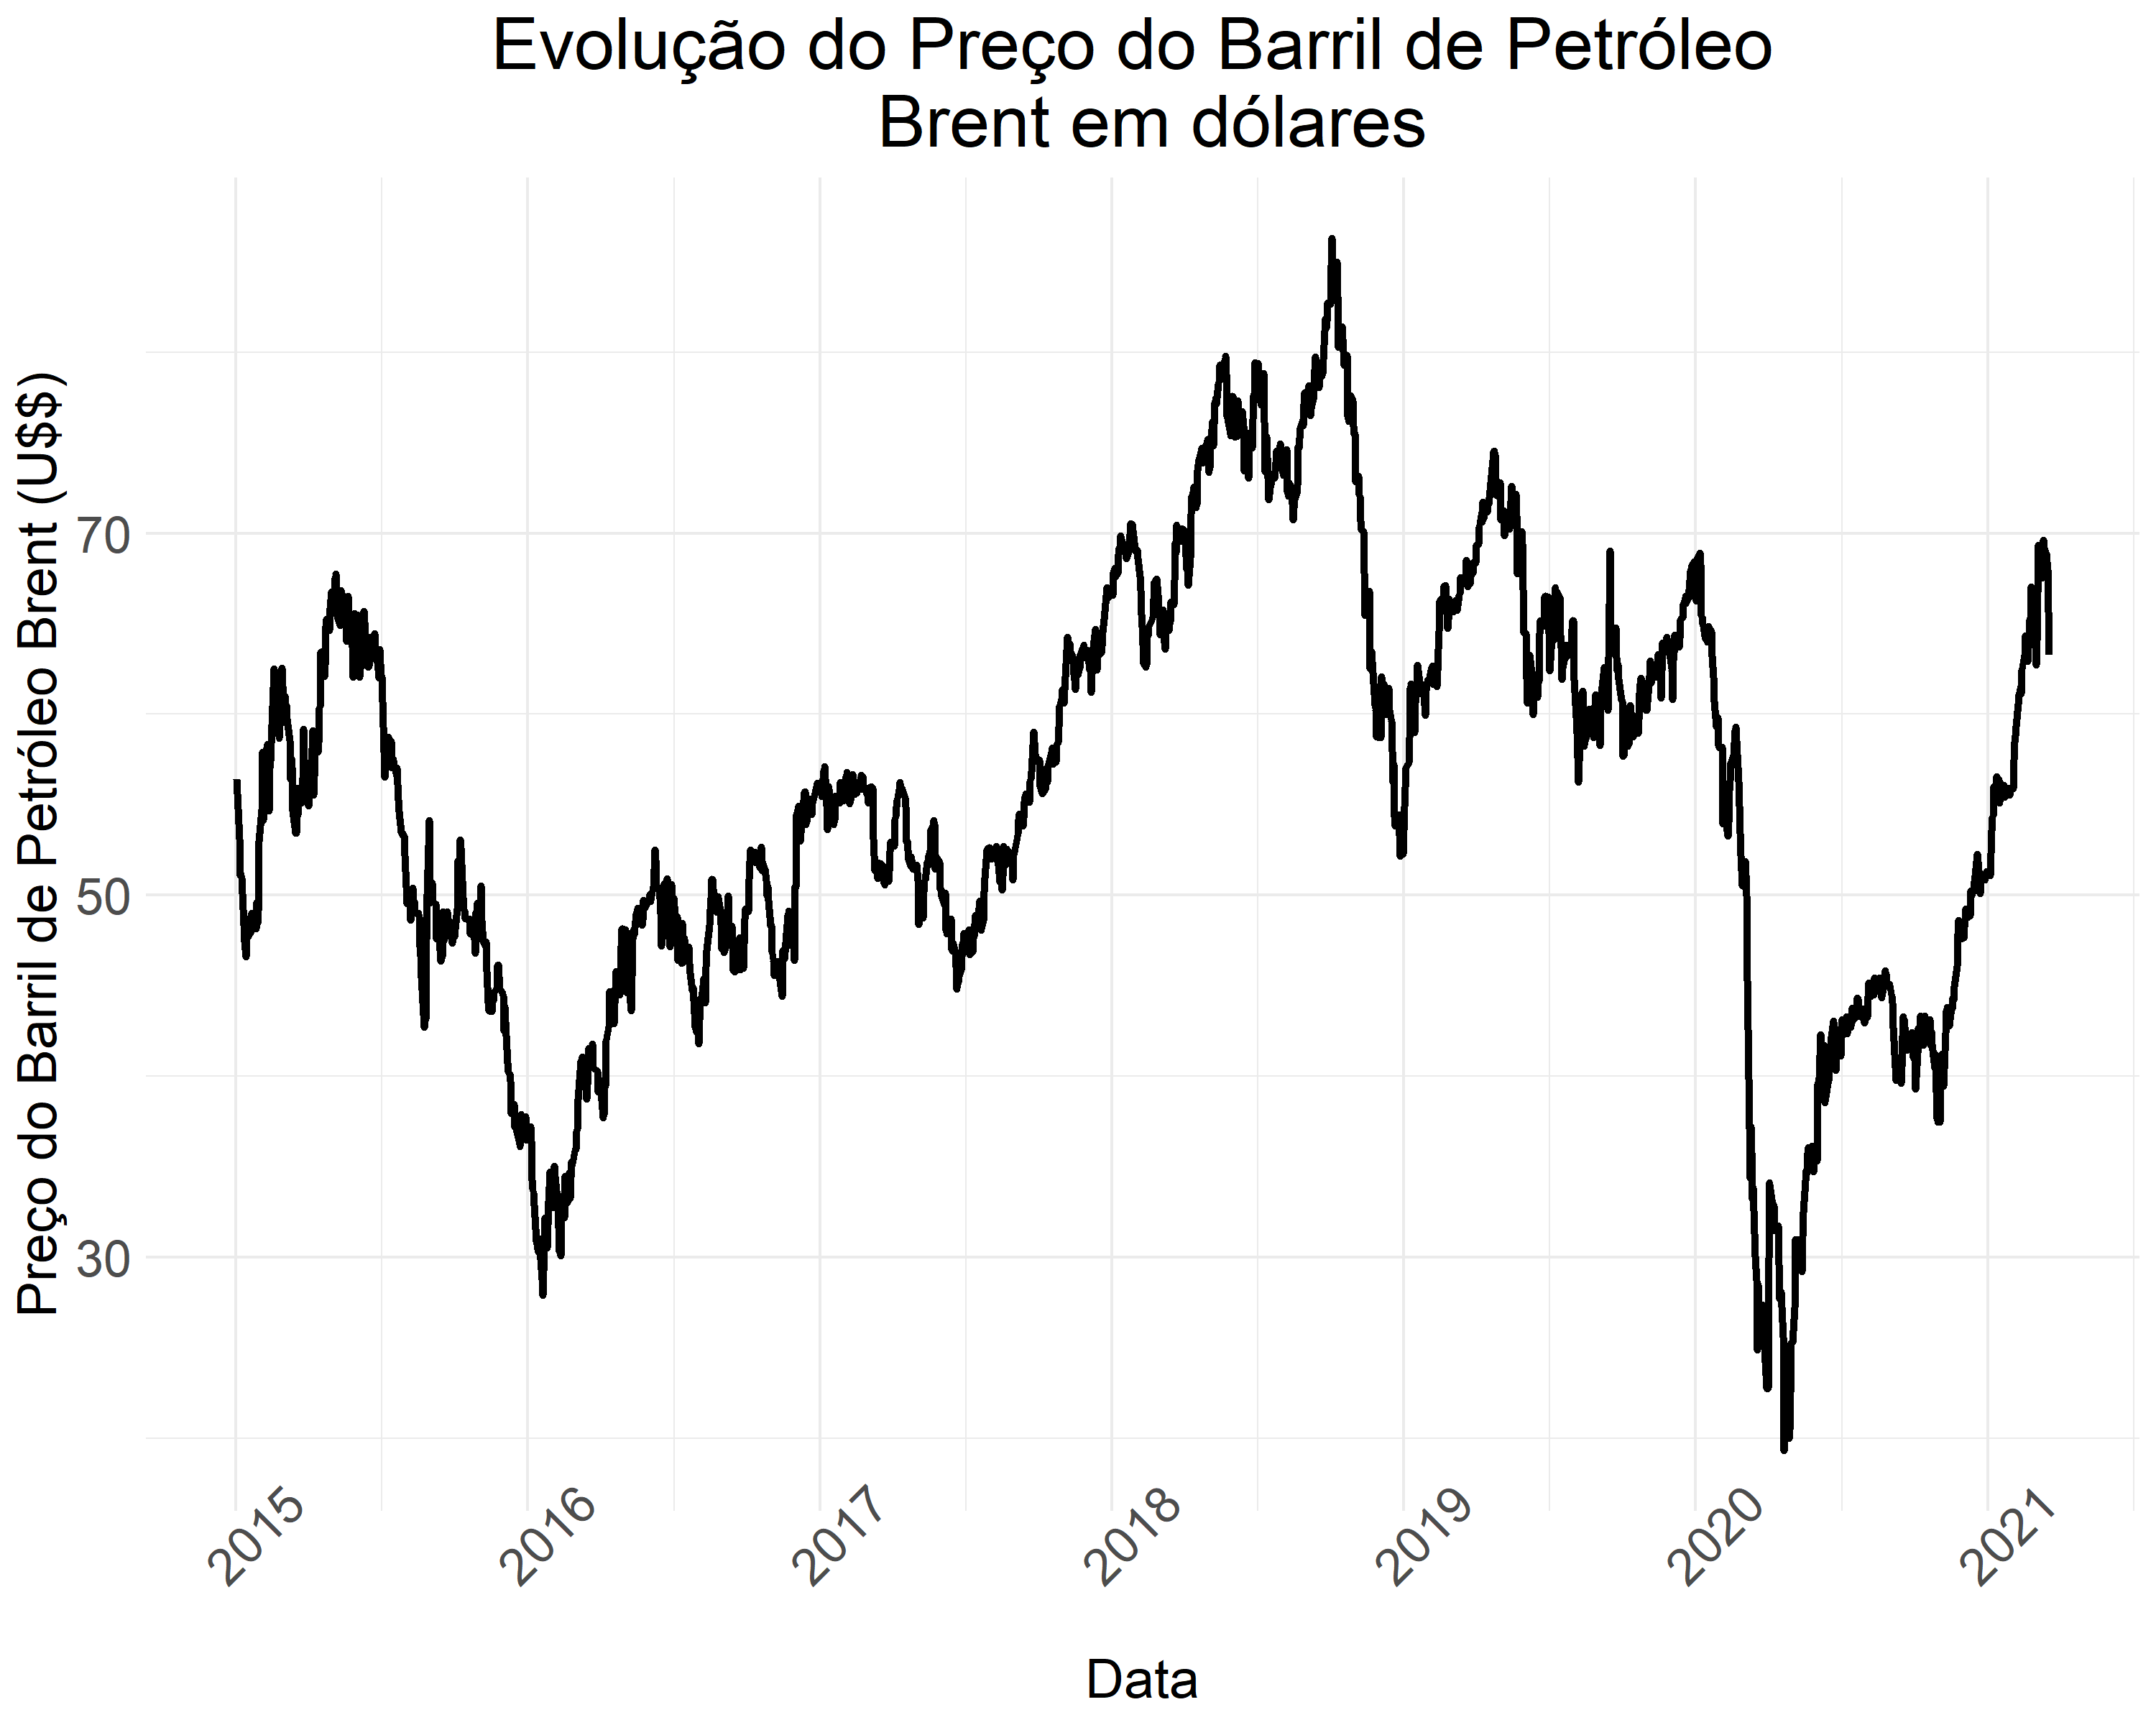 Evolução do Preço do Barril de Petróleo
Brent em dólares
Preço do Barril de Petróleo Brent (U$$)
70
50
30
2015
2016
2017
2018
2019
2020
2021
Data